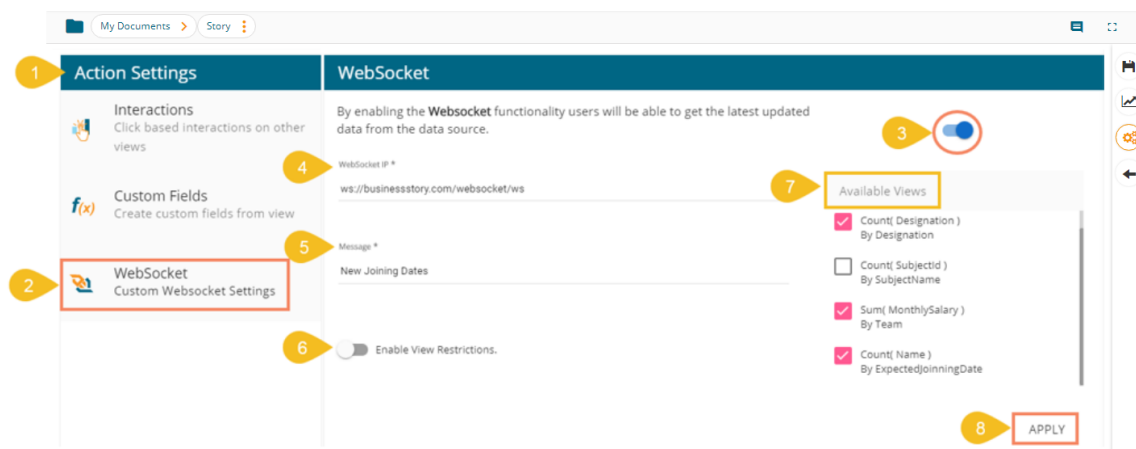 My Documents > Story
1 Action Settings
Interactions
Click based interactions on other
views
f(x) Custom Fields
Create custom fields from view
2 WebSocket
Custom Websocket Settings
WebSocket
By enabling the Websocket functionality users will be able to get the latest updated
data from the data source.
3
4 WebSocket IP *
ws://businessstory.com/websocket/ws
5 Message *
New Joining Dates
6 Enable View Restrictions.
7 Available Views
Count( Designation )
By Designation
Count( SubjectId )
By SubjectName
Sum( MonthlySalary )
By Team
Count( Name )
By ExpectedJoinningDate
8 APPLY